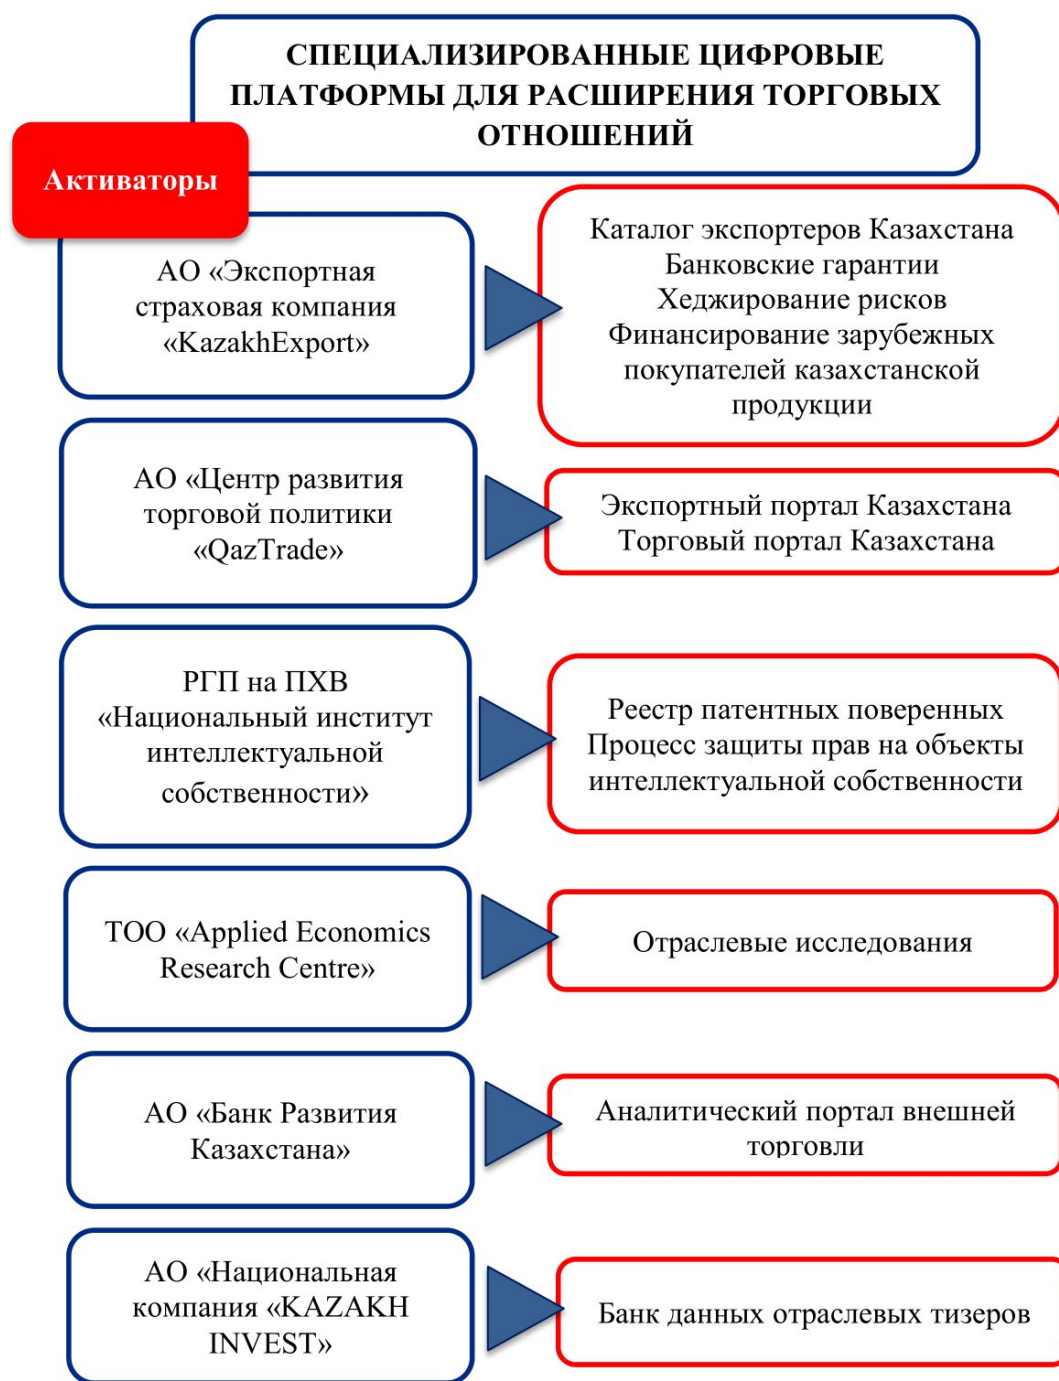 СПЕЦИАЛИЗИРОВАННЫЕ ЦИФРОВЫЕ
ПЛАТФОРМЫ ДЛЯ РАСШИРЕНИЯ ТОРГОВЫХ
ОТНОШЕНИЙ
Активаторы
АО «Экспортная
страховая компания
«KazakhExport»
Каталог экспортеров Казахстана
Банковские гарантии
Хеджирование рисков
Финансирование зарубежных
покупателей казахстанской
продукции
АО «Центр развития
торговой политики
«QazTrade»
Экспортный портал Казахстана
Торговый портал Казахстана
РГП на ПХВ
«Национальный институт
интеллектуальной
собственности»
Реестр патентных поверенных
Процесс защиты прав на объекты
интеллектуальной собственности
ТОО «Applied Economics
Research Centre»
Отраслевые исследования
АО «Банк Развития
Казахстана»
Аналитический портал внешней
торговли
АО «Национальная
компания «KAZAKH
INVEST»
Банк данных отраслевых тизеров